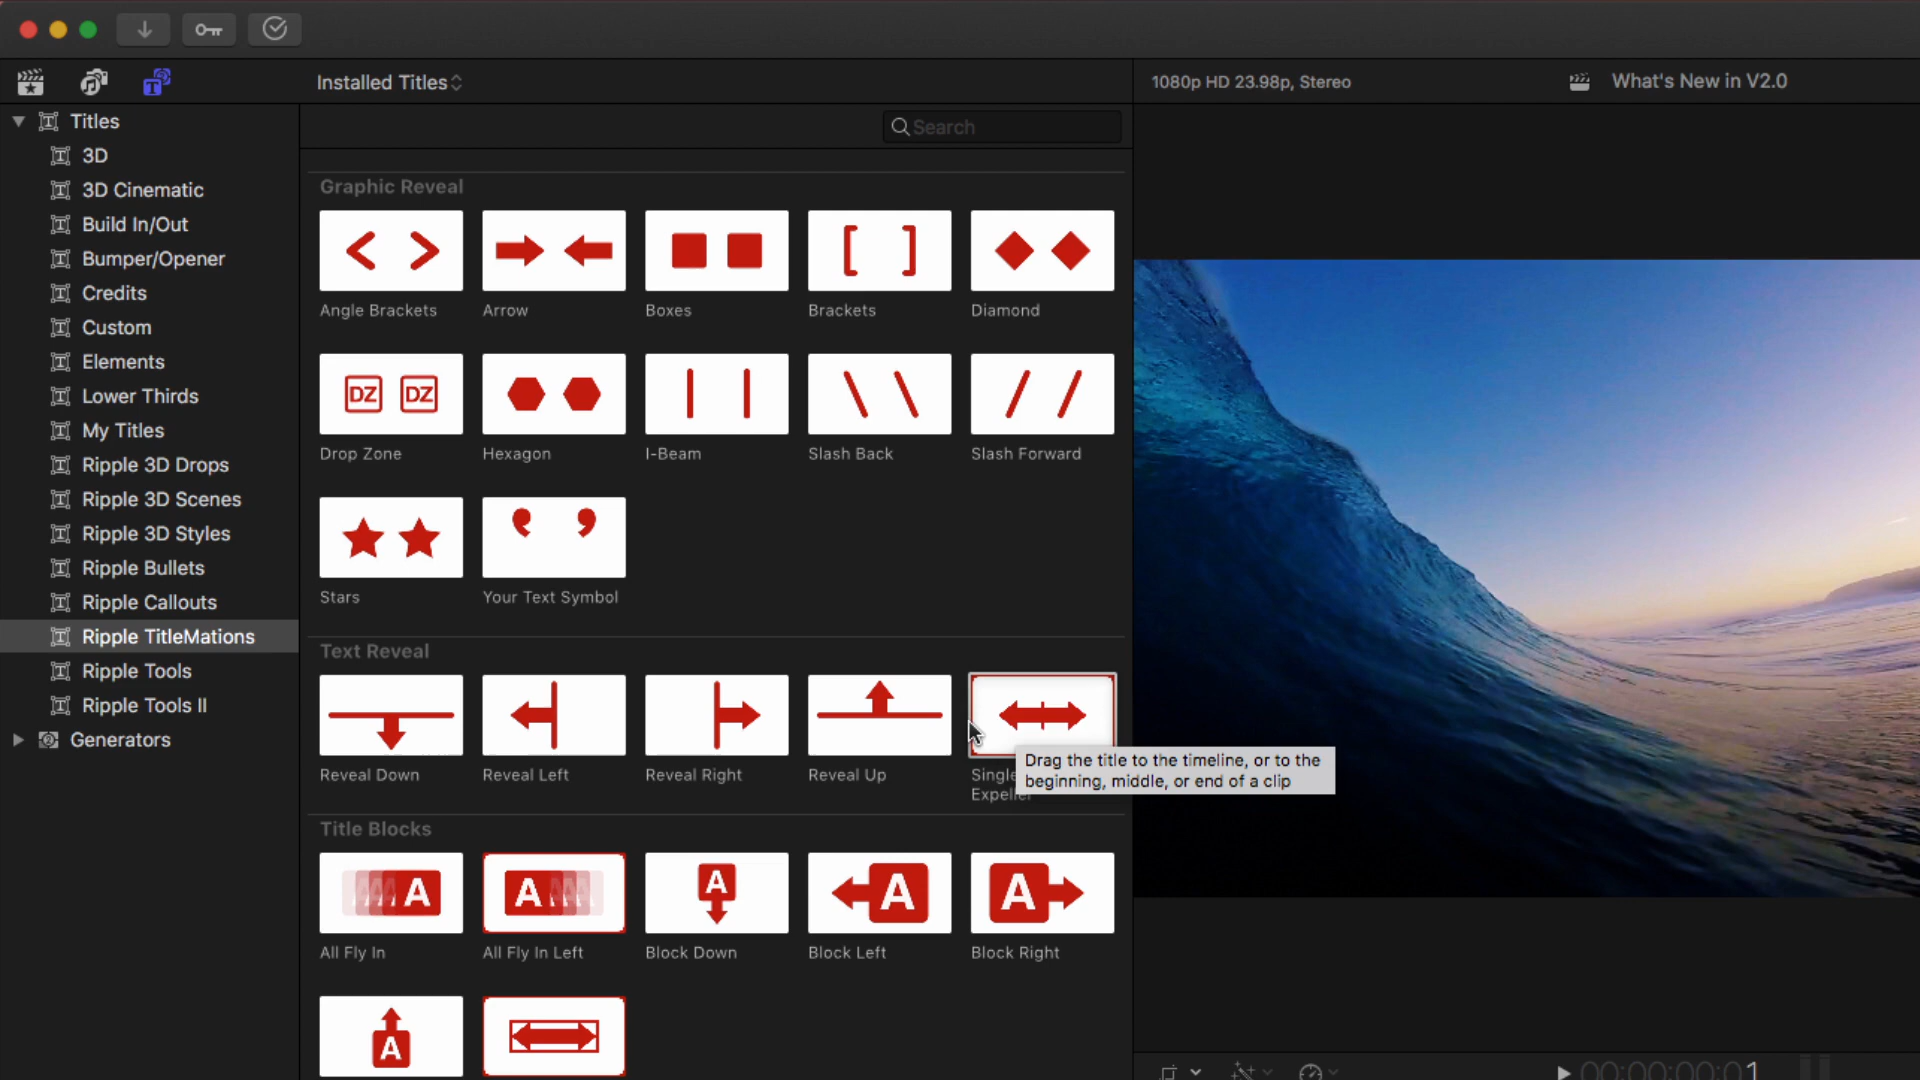 Installed Titles
1080p HD 23.98p, Stereo
What's New in V2.0
Titles
Search
3D
3D Cinematic
Build In/Out
Bumper/Opener
Credits
Custom
Elements
Lower Thirds
My Titles
Ripple 3D Drops
Ripple 3D Scenes
Ripple 3D Styles
Ripple Bullets
Ripple Callouts
Ripple TitleMations
Ripple Tools
Ripple Tools II
Generators
Graphic Reveal
Angle Brackets
Arrow
Boxes
Brackets
Diamond
DZ DZ
Drop Zone
Hexagon
I-Beam
Slash Back
Slash Forward
Stars
Your Text Symbol
Text Reveal
Reveal Down
Reveal Left
Reveal Right
Reveal Up
Single
Expeller
Drag the title to the timeline, or to the
beginning, middle, or end of a clip
Title Blocks
A
A
A
A
A
All Fly In
All Fly In Left
Block Down
Block Left
Block Right
A
00:00:00:01